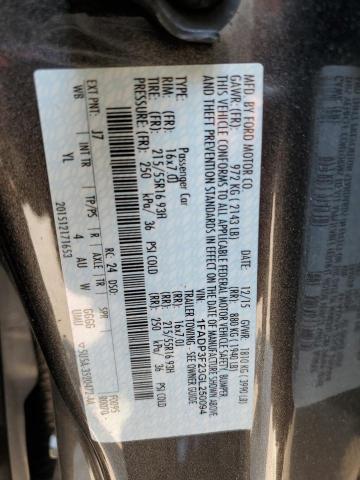 MFD. BY FORD MOTOR CO.
DATE: 12/15 GVWR: 1810 KG (3990 LB)
GAWR: (FR): 972 KG (2143 LB) RR: 880 KG (1940 LB)
THIS VEHICLE CONFORMS TO ALL APPLICABLE FEDERAL MOTOR VEHICLE SAFETY, BUMPER,
AND THEFT PREVENTION STANDARDS IN EFFECT ON THE DATE OF MANUFACTURE SHOWN ABOVE.
VIN: 1FADP3F23GL250094
TRAILER TOWING - SEE OWNER GUIDE
Passenger Car
RIM: (FR): 16x7.0J (RR): 16x7.0J
TIRE: (FR): 215/55R16 93H (RR): 215/55R16 93H
(FR): 250 kPa/ 36 PSI COLD (RR): 250 kPa/ 36 PSI COLD
EXT PNT: J7 RC: 24 DSO:
WB INT TR TP/PS R AXLE TR SPR
YL 4 AU W GGGG
201512171653 UMU